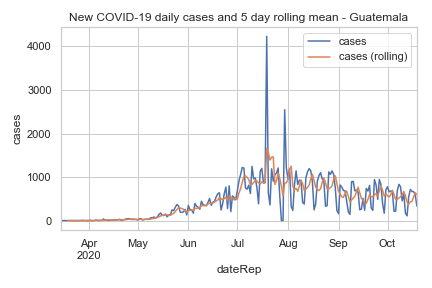 New COVID-19 daily cases and 5 day rolling mean - Guatemala
cases
cases (rolling)
4000
3000
2000
1000
0
cases
Apr
2020
May
Jun
Jul
Aug
Sep
Oct
dateRep